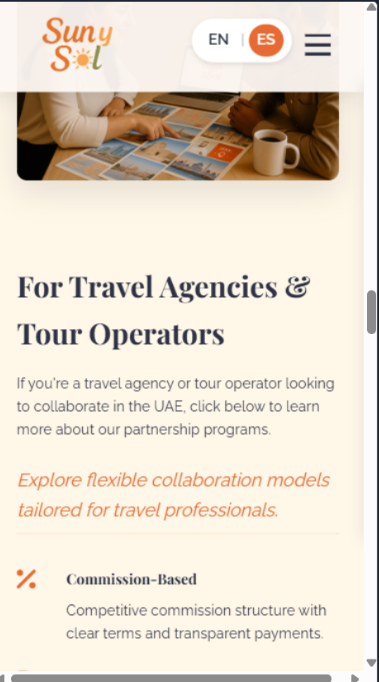 Sun y
Sol
EN | ES
For Travel Agencies &
Tour Operators
If you're a travel agency or tour operator looking
to collaborate in the UAE, click below to learn
more about our partnership programs.
Explore flexible collaboration models
tailored for travel professionals.
Commission-Based
Competitive commission structure with
clear terms and transparent payments.